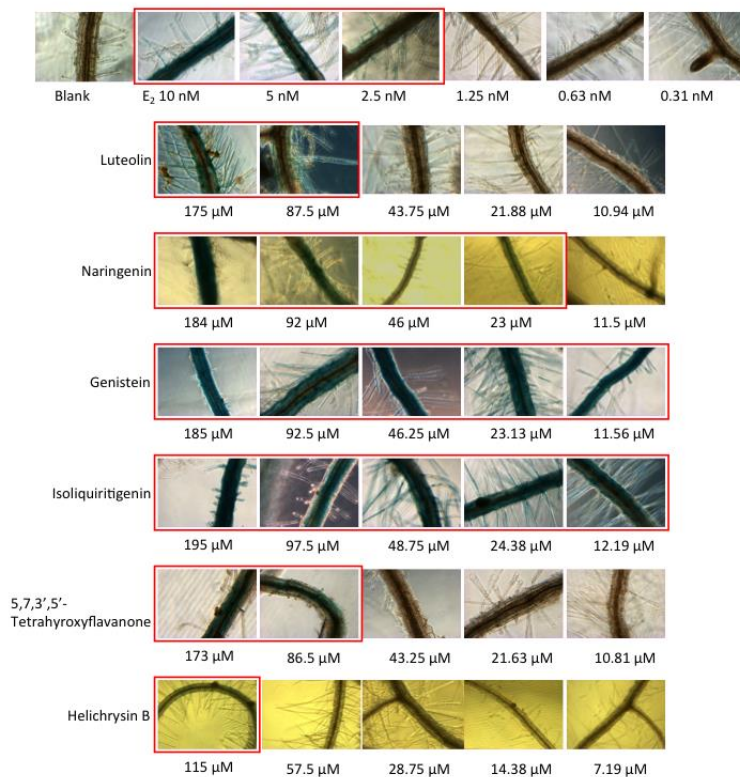 Blank E₂ 10 nM 5 nM 2.5 nM 1.25 nM 0.63 nM 0.31 nM
Luteolin
175 µM 87.5 µM 43.75 µM 21.88 µM 10.94 µM
Naringenin
184 µM 92 µM 46 µM 23 µM 11.5 µM
Genistein
185 µM 92.5 µM 46.25 µM 23.13 µM 11.56 µM
Isoliquiritigenin
195 µM 97.5 µM 48.75 µM 24.38 µM 12.19 µM
5,7,3’,5’-
Tetrahyroxyflavanone
173 µM 86.5 µM 43.25 µM 21.63 µM 10.81 µM
Helichrysin B
115 µM 57.5 µM 28.75 µM 14.38 µM 7.19 µM